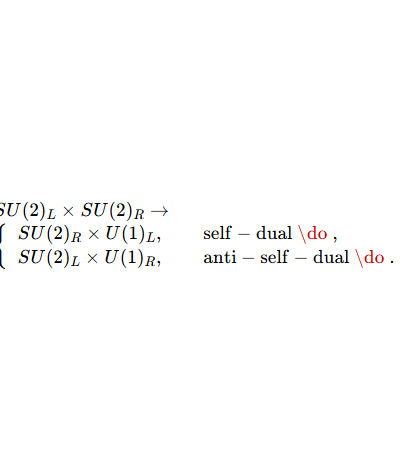 SU(2)_L × SU(2)_R →
{ SU(2)_R × U(1)_L, self − dual \do ,
SU(2)_L × U(1)_R, anti − self − dual \do .